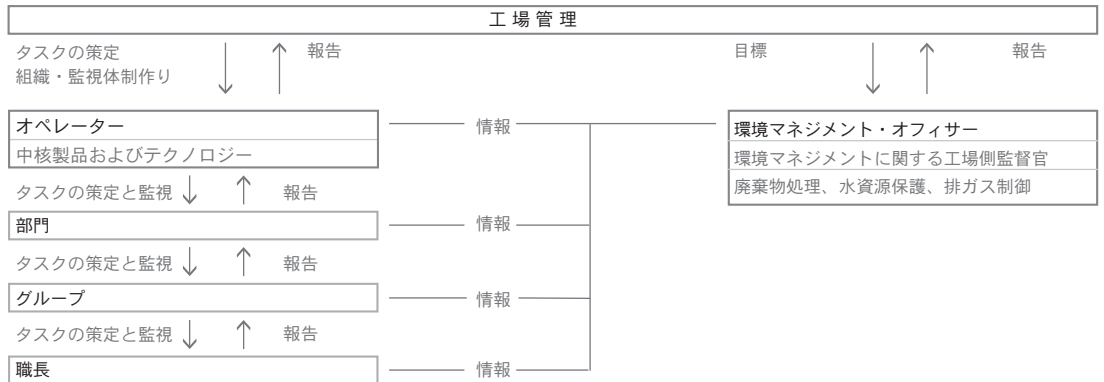 工場管理
タスクの策定
組織・監視体制作り
報告
目標
報告
オペレーター
中核製品およびテクノロジー
情報
環境マネジメント・オフィサー
環境マネジメントに関する工場側監督官
廃棄物処理、水資源保護、排ガス制御
タスクの策定と監視
報告
部門
情報
タスクの策定と監視
報告
グループ
情報
タスクの策定と監視
報告
職長
情報